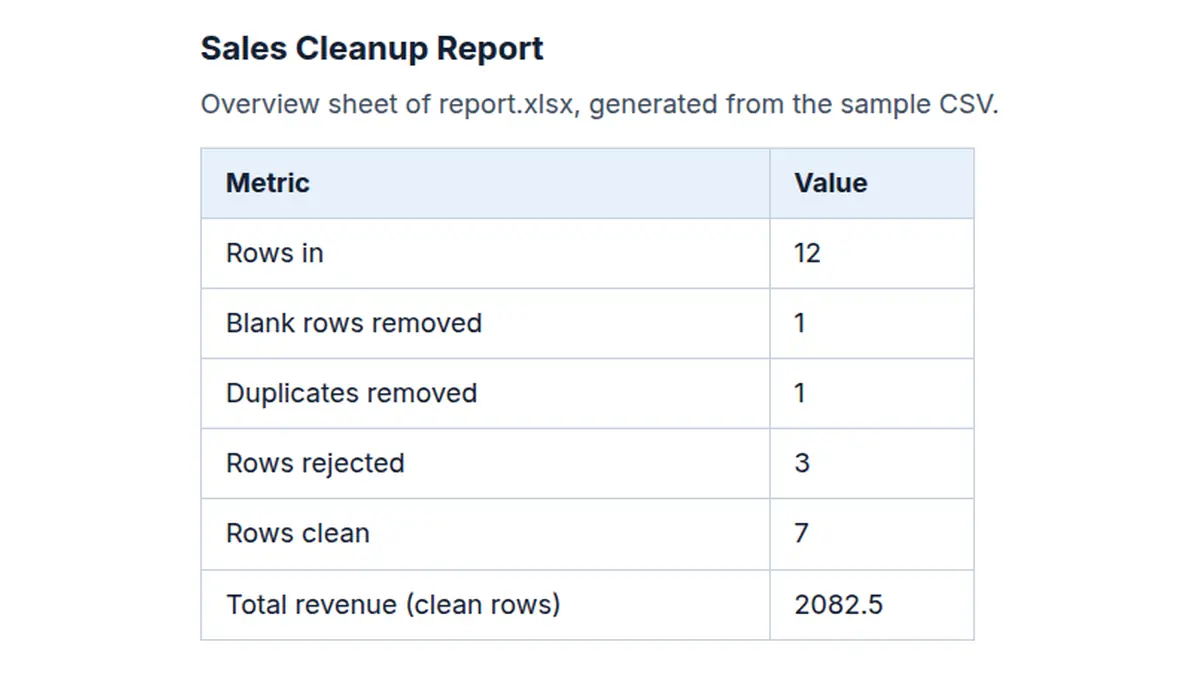 Sales Cleanup Report
Overview sheet of report.xlsx, generated from the sample CSV.
Metric Value
Rows in 12
Blank rows removed 1
Duplicates removed 1
Rows rejected 3
Rows clean 7
Total revenue (clean rows) 2082.5